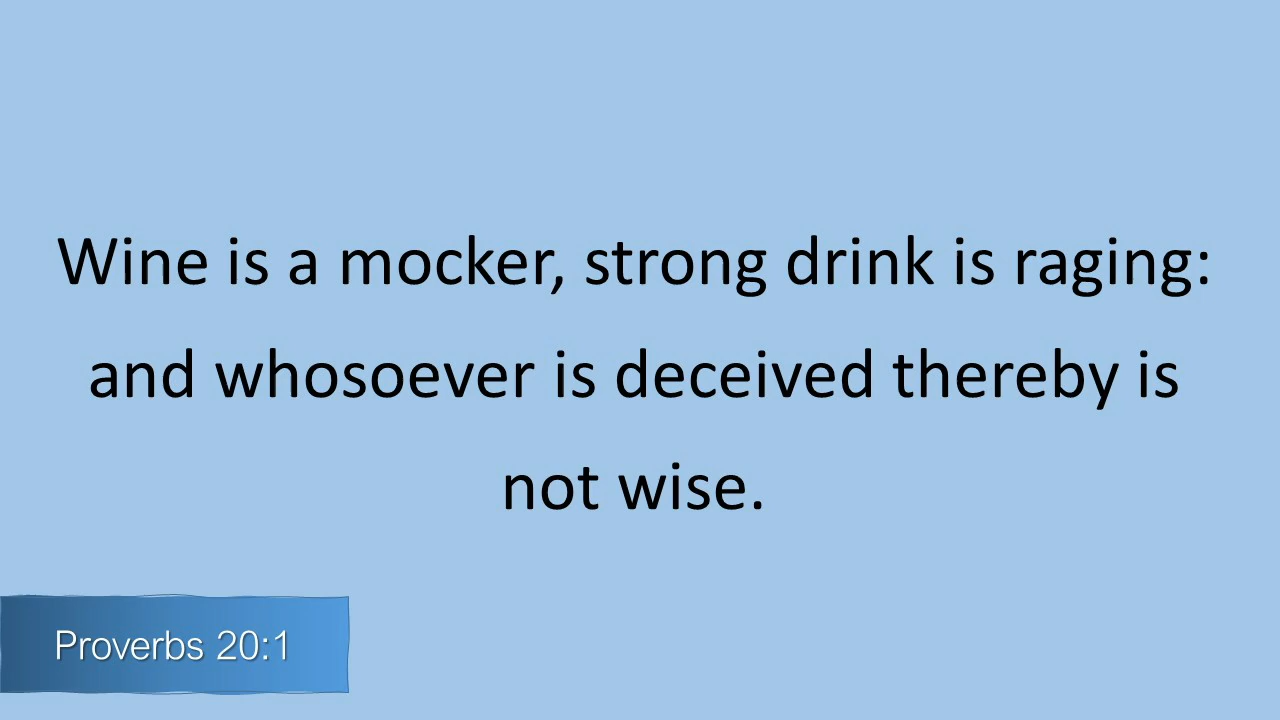 Wine is a mocker, strong drink is raging:
and whosoever is deceived thereby is
not wise.
Proverbs 20:1